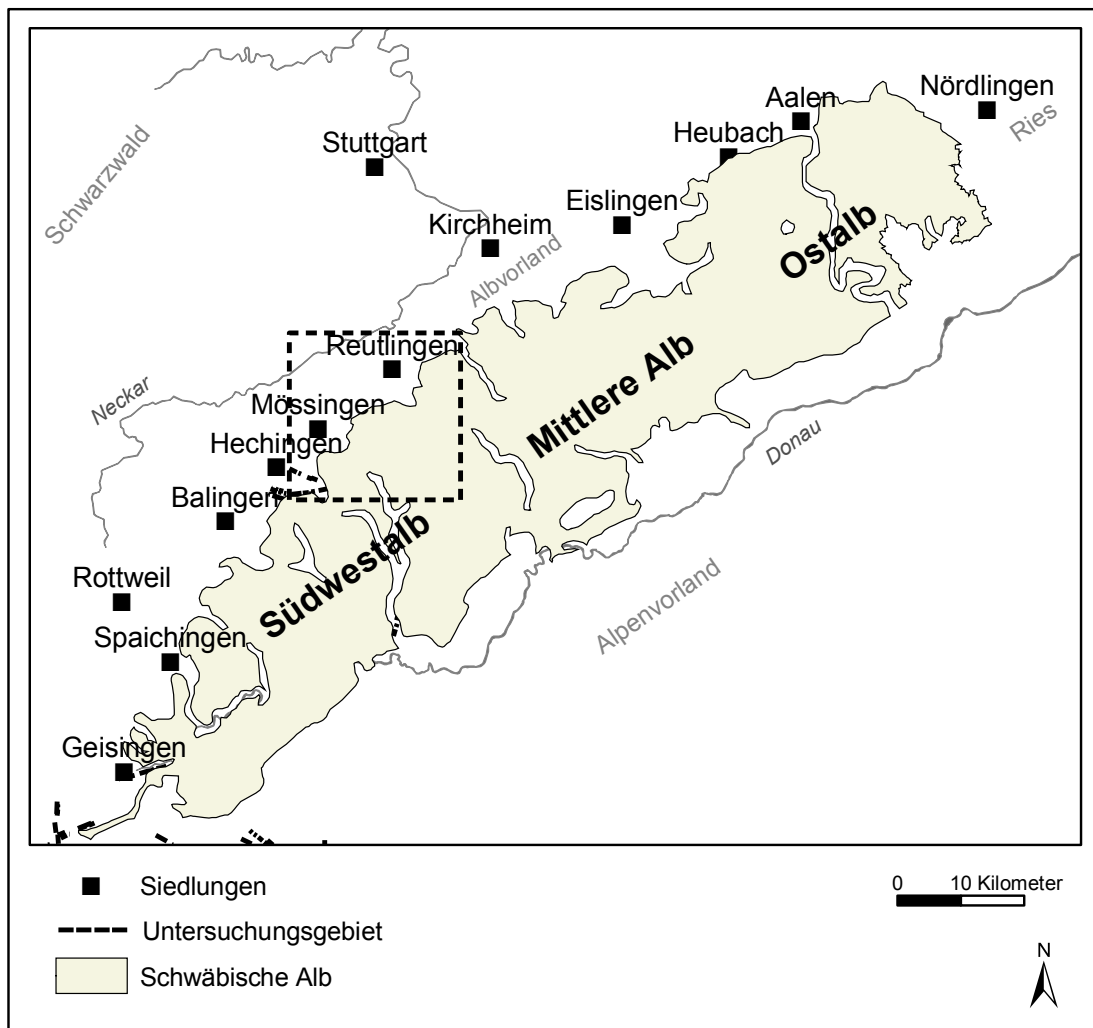 Nördlingen
Aalen
Ries
Heubach
Stuttgart
Schwarzwald
Eislingen
Kirchheim
Albvorland
Ostalb
Reutlingen
Mittlere Alb
Neckar
Mössingen
Hechingen
Donau
Balingen
Südwestalb
Rottweil
Alpenvorland
Spaichingen
Geisingen
Siedlungen
0 10 Kilometer
Untersuchungsgebiet
Schwäbische Alb
N